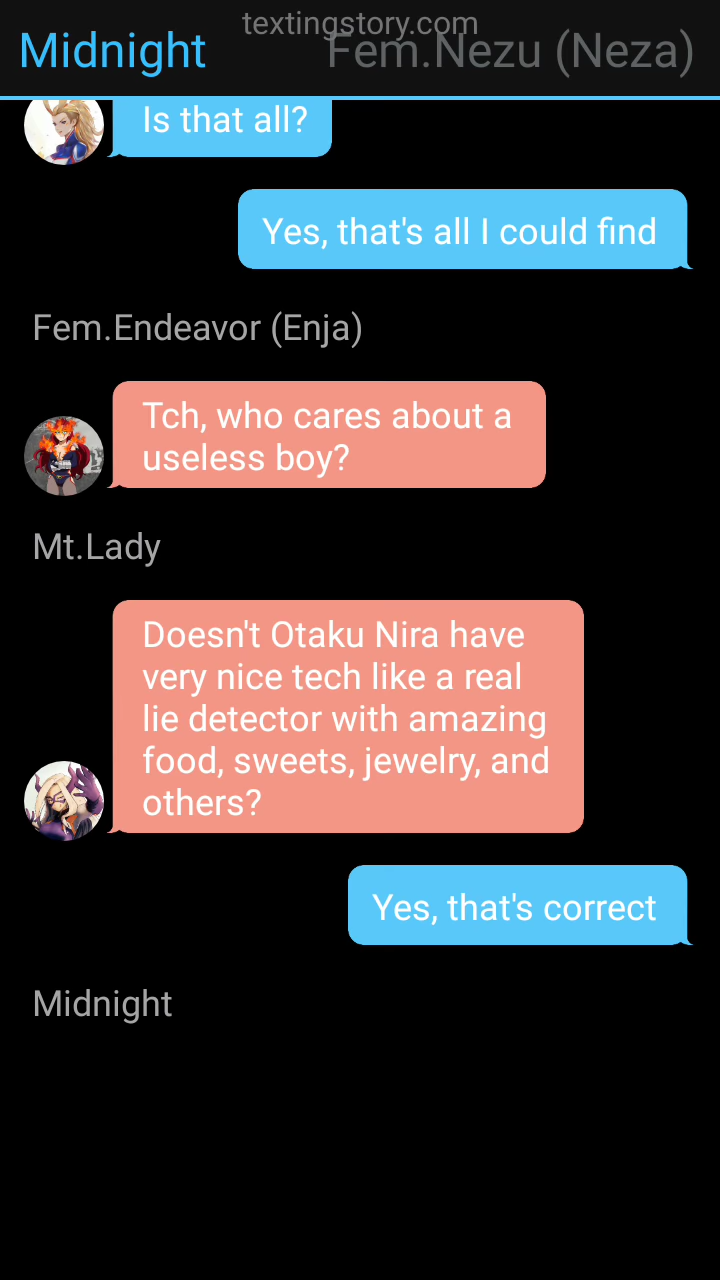 textingstory.com
Midnight
Fem.Nezu (Neza)
Is that all?
Yes, that's all I could find
Fem.Endeavor (Enja)
Tch, who cares about a
useless boy?
Mt.Lady
Doesn't Otaku Nira have
very nice tech like a real
lie detector with amazing
food, sweets, jewelry, and
others?
Yes, that's correct
Midnight